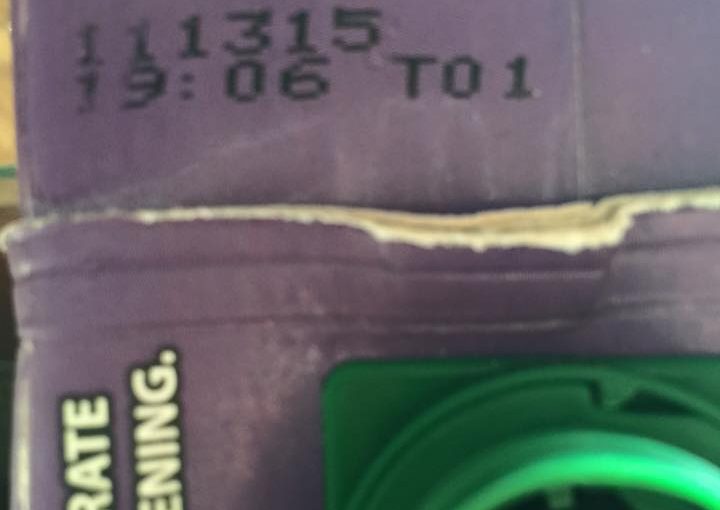 111315
19:06 T01
RATE
ENING.